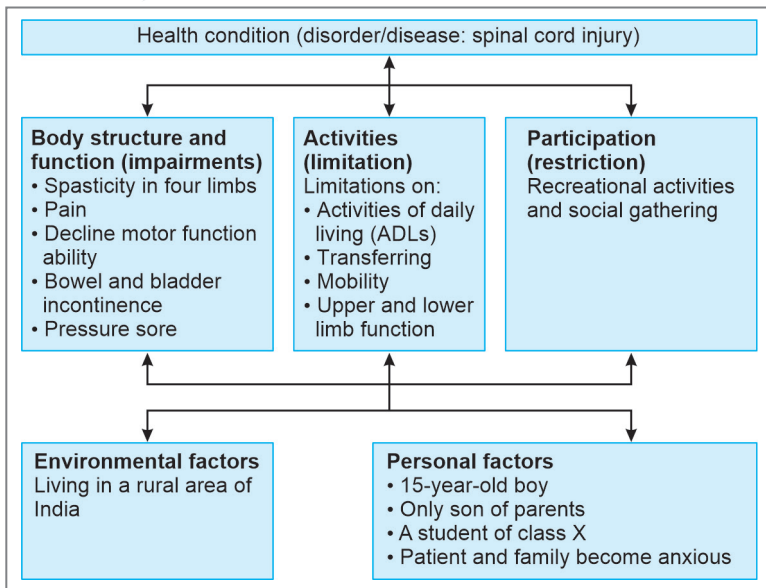 Health condition (disorder/disease: spinal cord injury)
Body structure and
function (impairments)
• Spasticity in four limbs
• Pain
• Decline motor function
ability
• Bowel and bladder
incontinence
• Pressure sore
Activities
(limitation)
Limitations on:
• Activities of daily
living (ADLs)
• Transferring
• Mobility
• Upper and lower
limb function
Participation
(restriction)
Recreational activities
and social gathering
Environmental factors
Living in a rural area of
India
Personal factors
• 15-year-old boy
• Only son of parents
• A student of class X
• Patient and family become anxious